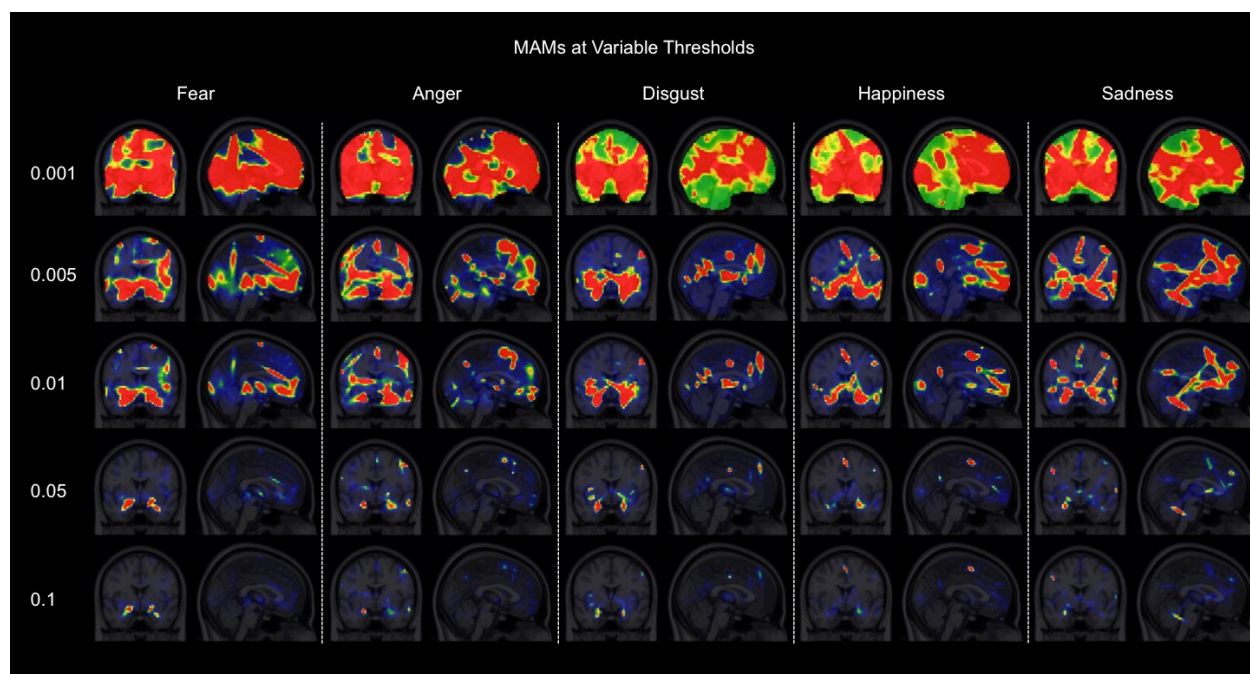 MAMs at Variable Thresholds
Fear Anger Disgust Happiness Sadness
0.001
0.005
0.01
0.05
0.1